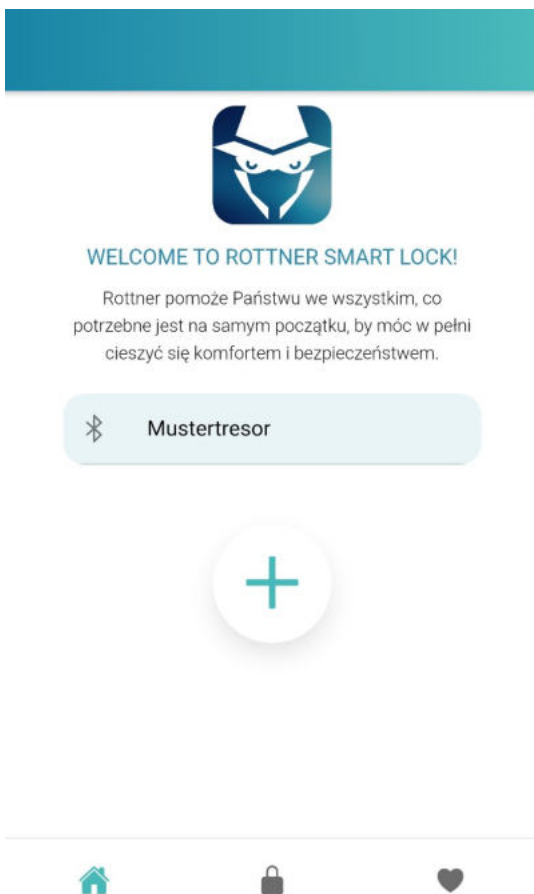 WELCOME TO ROTTNER SMART LOCK!
Rottner pomoże Państwu we wszystkim, co
potrzebne jest na samym początku, by móc w pełni
cieszyć się komfortem i bezpieczeństwem.
Mustertresor